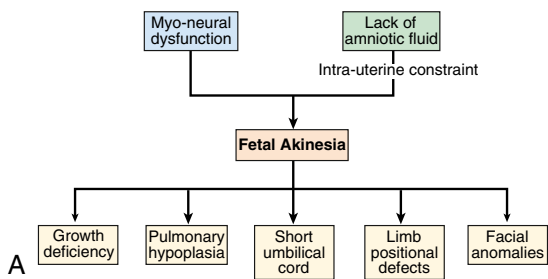 Myo-neural
dysfunction
Lack of
amniotic fluid
Intra-uterine constraint
Fetal Akinesia
Growth
deficiency
Pulmonary
hypoplasia
Short
umbilical
cord
Limb
positional
defects
Facial
anomalies
A